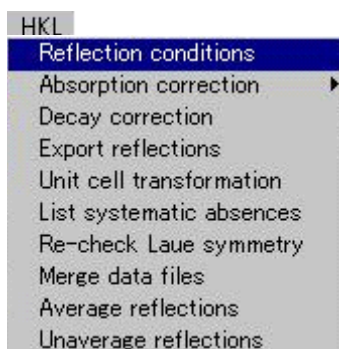 HKL
Reflection conditions
Absorption correction
Decay correction
Export reflections
Unit cell transformation
List systematic absences
Re-check Laue symmetry
Merge data files
Average reflections
Unaverage reflections